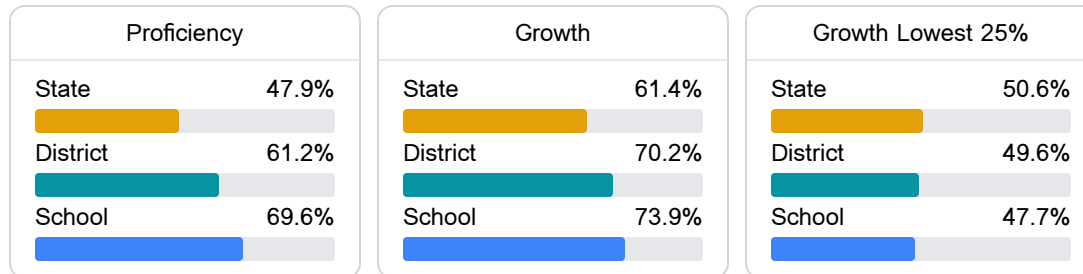 Proficiency
State 47.9%
District 61.2%
School 69.6%
Growth
State 61.4%
District 70.2%
School 73.9%
Growth Lowest 25%
State 50.6%
District 49.6%
School 47.7%